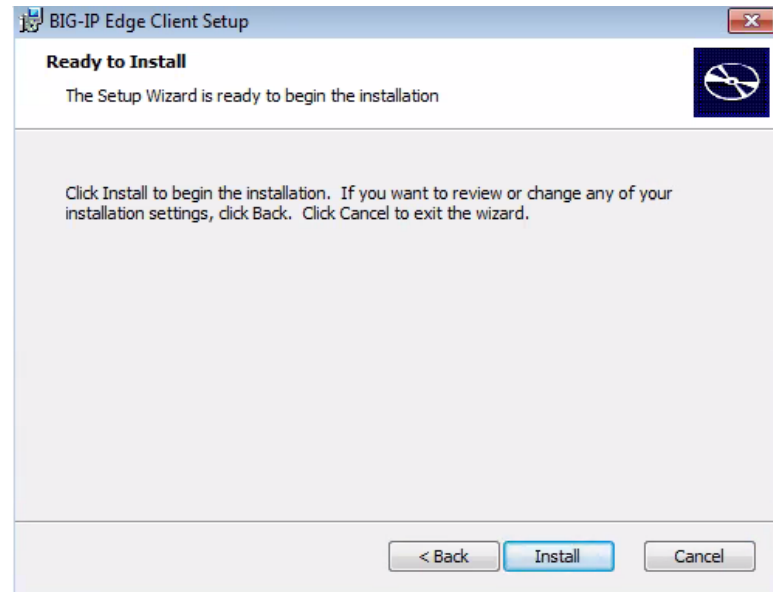 BIG-IP Edge Client Setup
Ready to Install
The Setup Wizard is ready to begin the installation
Click Install to begin the installation.  If you want to review or change any of your
installation settings, click Back.  Click Cancel to exit the wizard.
< Back
Install
Cancel